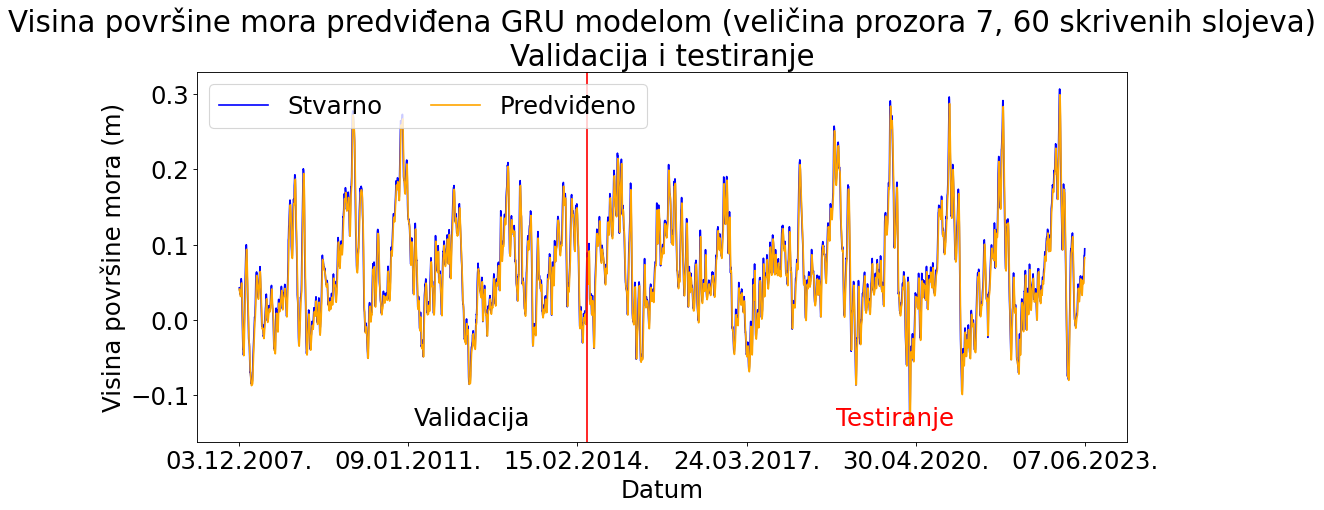 Visina površine mora predviđena GRU modelom (veličina prozora 7, 60 skrivenih slojeva)
Validacija i testiranje
Stvarno
Predviđeno
Visina površine mora (m)
0.3
0.2
0.1
0.0
−0.1
Validacija
Testiranje
03.12.2007. 09.01.2011. 15.02.2014. 24.03.2017. 30.04.2020. 07.06.2023.
Datum